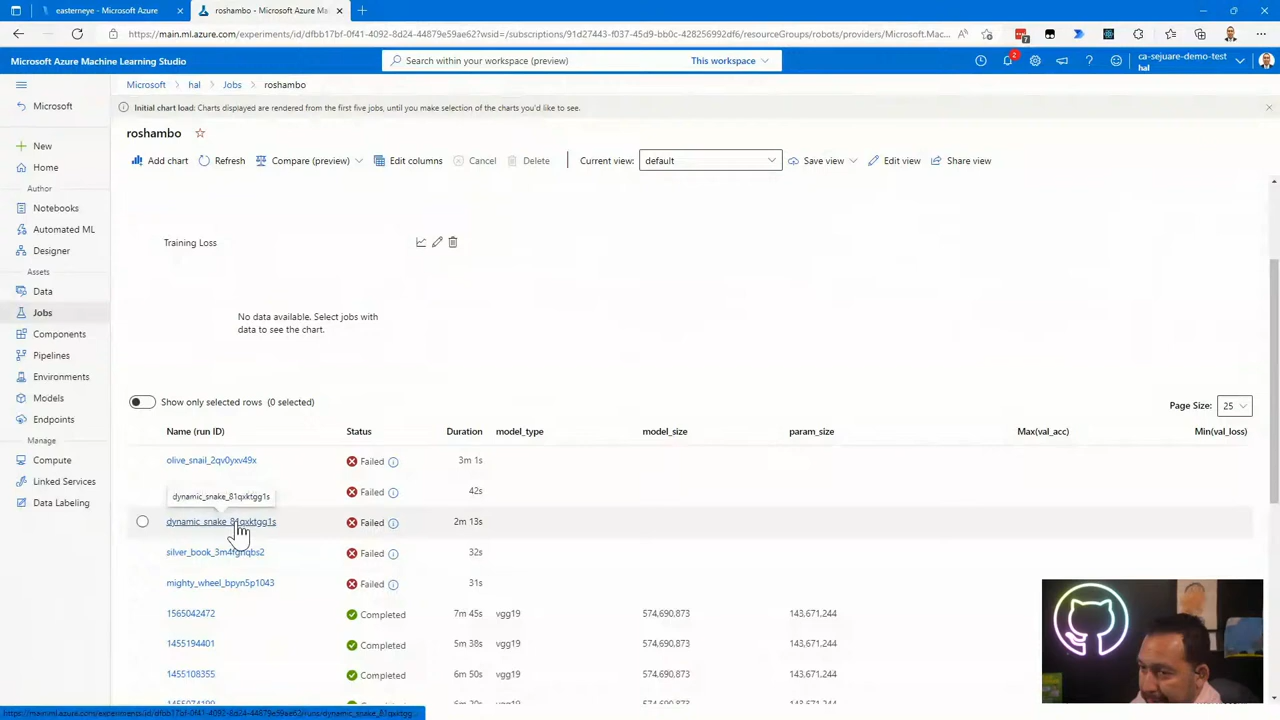 easterneye - Microsoft Azure
roshambo - Microsoft Azure Ma
https://main.ml.azure.com/experiments/id/dfbb17bf-0f41-4092-8d24-44879e59ae62?wsid=/subscriptions/91d27443-f037-45d9-bb0c-428256992df6/resourceGroups/robots/providers/Microsoft.Mac...
Microsoft Azure Machine Learning Studio
Search within your workspace (preview)
This workspace
2
ca-sejuare-demo-test
hal
Microsoft
hal
Jobs
roshambo
Microsoft
Initial chart load: Charts displayed are rendered from the first five jobs, until you make selection of the charts you'd like to see.
roshambo
New
Home
Author
Notebooks
Automated ML
Designer
Assets
Data
Jobs
Components
Pipelines
Environments
Models
Endpoints
Manage
Compute
Linked Services
Data Labeling
Add chart
Refresh
Compare (preview)
Edit columns
Cancel
Delete
Current view:
default
Save view
Edit view
Share view
Training Loss
No data available. Select jobs with
data to see the chart.
Show only selected rows (0 selected)
Page Size:
25
Name (run ID) Status Duration model_type model_size param_size Max(val_acc) Min(val_loss)
olive_snail_2qv0yxv49x Failed 3m 1s
dynamic_snake_81qxktgg1s
Failed 42s
dynamic_snake_81qxktgg1s Failed 2m 13s
silver_book_3m4fgnqbs2 Failed 32s
mighty_wheel_bpyn5p1043 Failed 31s
1565042472 Completed 7m 45s vgg19 574,690,873 143,671,244
1455194401 Completed 5m 38s vgg19 574,690,873 143,671,244
1455108355 Completed 6m 50s vgg19 574,690,873 143,671,244